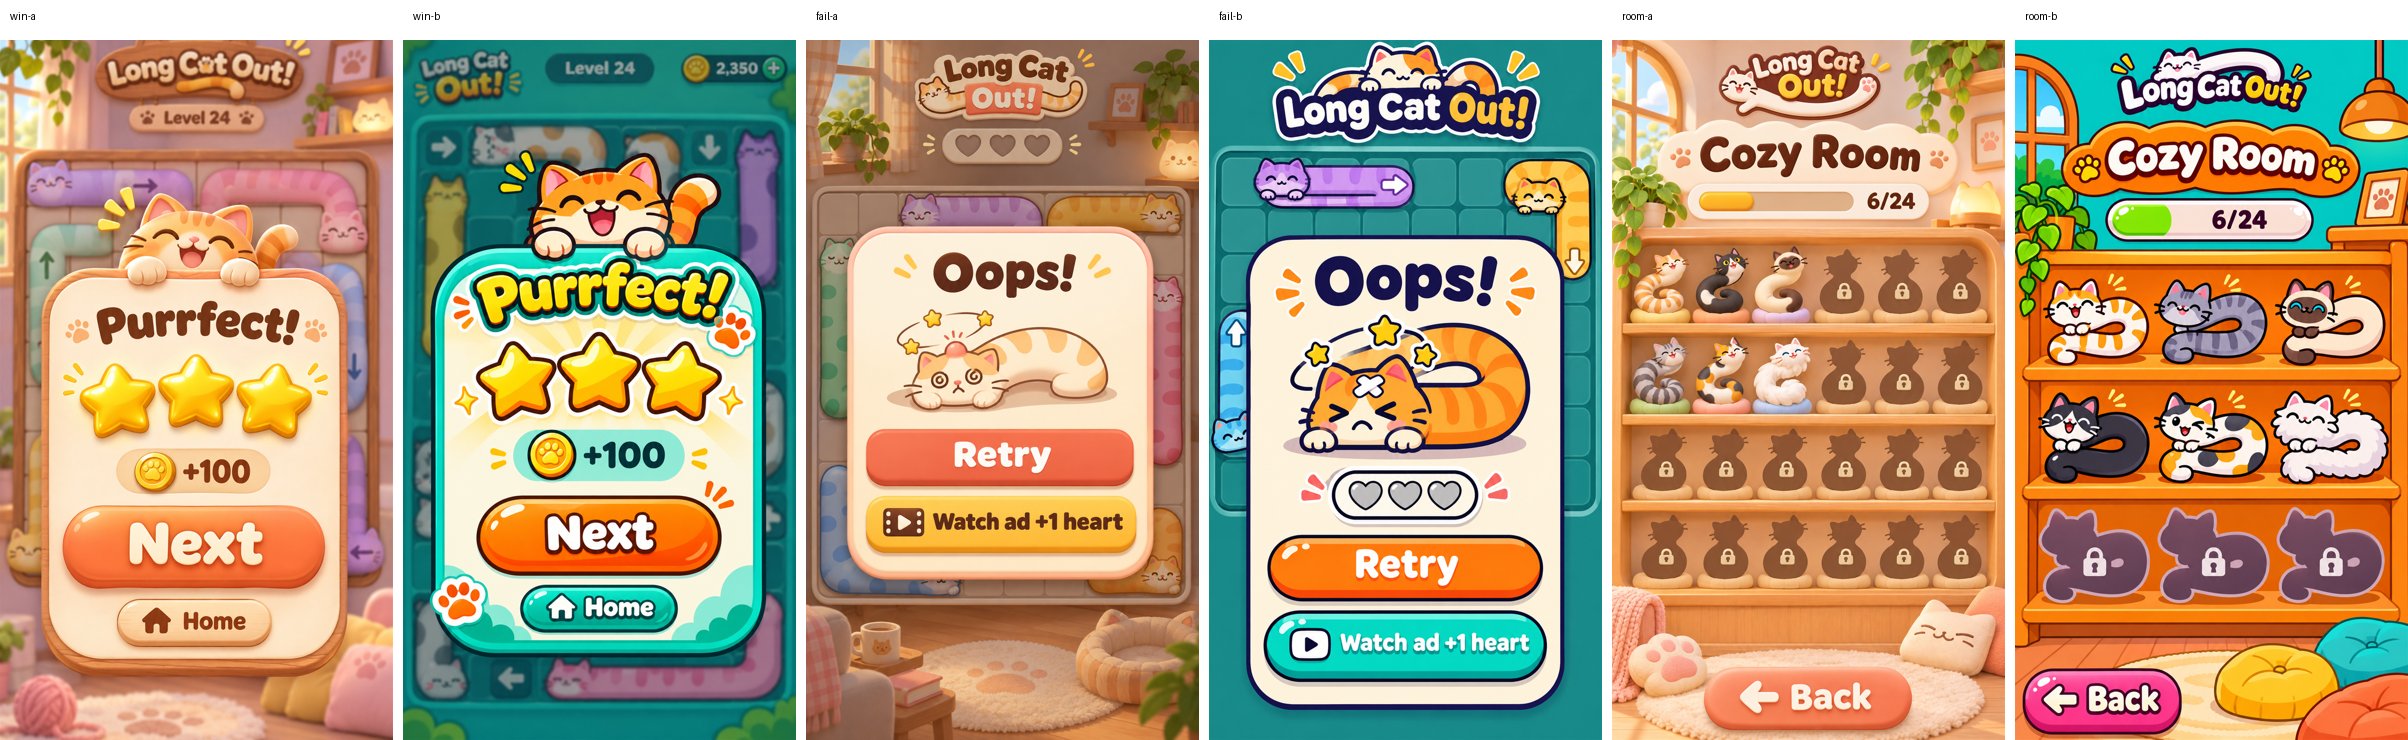 win-a
Long Cat Out!
Level 24
Purrfect!
+100
Next
Home
win-b
Long Cat
Out!
Level 24
2,350
Purrfect!
+100
Next
Home
fail-a
Long Cat
Out!
Oops!
Retry
Watch ad +1 heart
fail-b
Long Cat Out!
Oops!
Retry
Watch ad +1 heart
room-a
Long Cat
Out!
Cozy Room
6/24
Back
room-b
Long Cat Out!
Cozy Room
6/24
Back